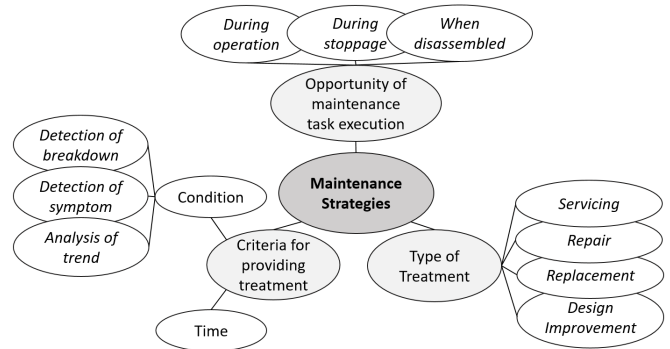 During
operation
During
stoppage
When
disassembled
Opportunity of
maintenance
task execution
Detection of
breakdown
Detection of
symptom
Analysis of
trend
Condition
Maintenance
Strategies
Criteria for
providing
treatment
Time
Type of
Treatment
Servicing
Repair
Replacement
Design
Improvement